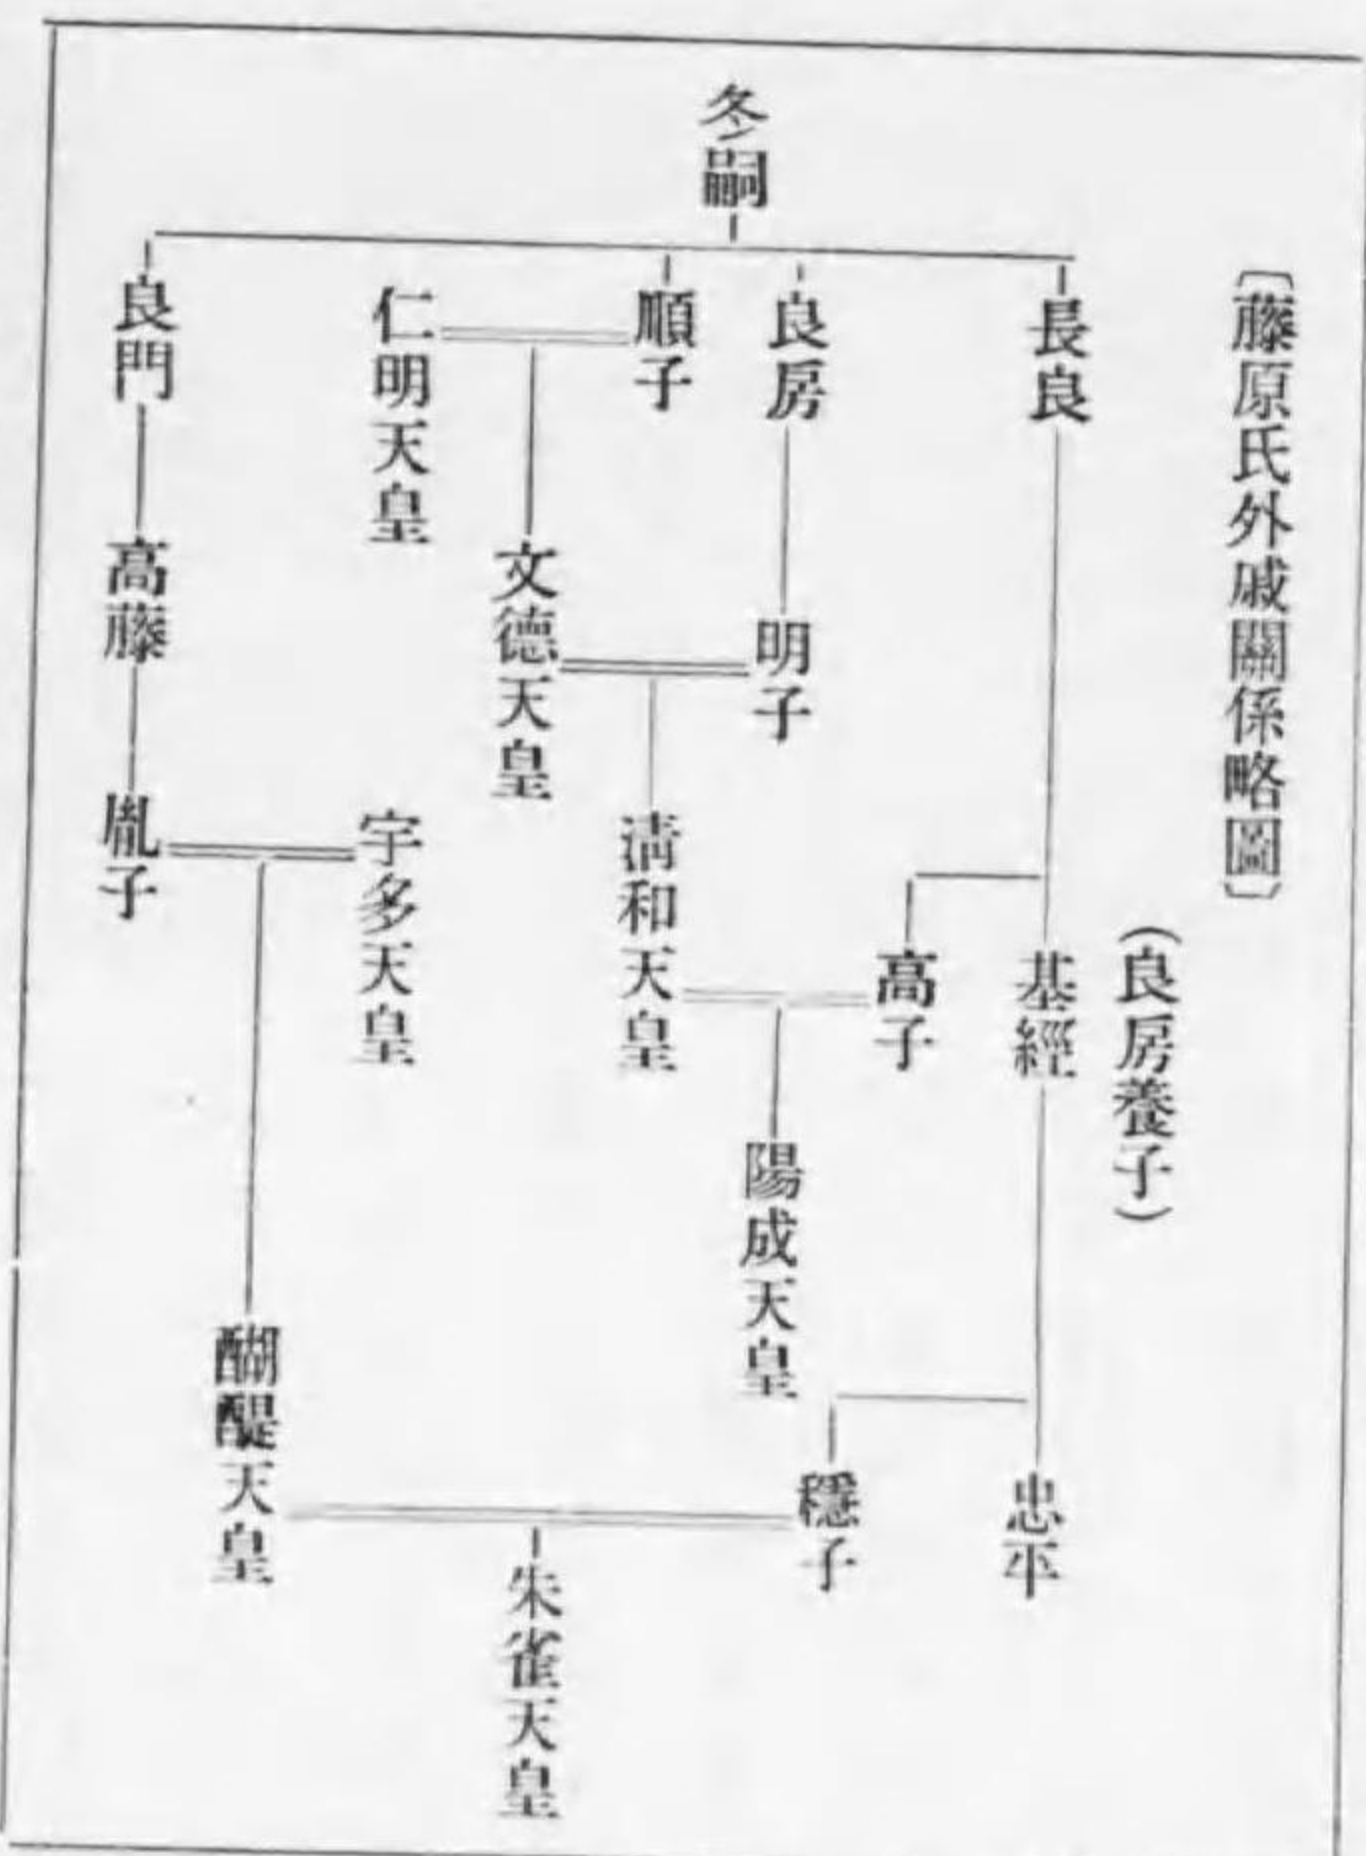 〔藤原氏外戚關係略圖〕
冬嗣
長良
良房
順子
仁明天皇
良門
明子
文德天皇
高藤
(良房養子)
基經
高子
清和天皇
宇多天皇
胤子
陽成天皇
忠平
穩子
醐醍天皇
朱雀天皇